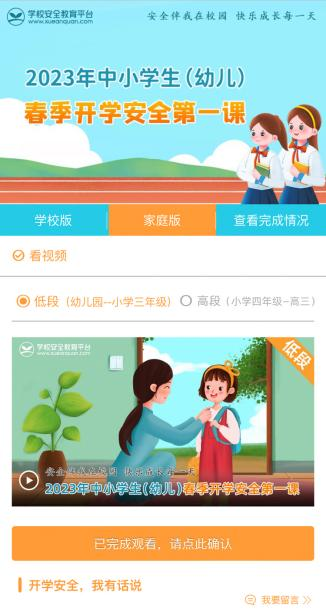 学校安全教育平台
www.xueanquan.com
安全伴我在校园 快乐成长每一天
2023年中小学生(幼儿)
春季开学安全第一课
学校版 家庭版 查看完成情况
看视频
低段(幼儿园--小学三年级) 高段(小学四年级-高三)
学校安全教育平台
www.xueanquan.com
低段
安全伴我在校园 快乐成长每一天
2023年中小学生(幼儿)春季开学安全第一课
已完成观看,请点此确认
开学安全,我有话说
我要留言 >